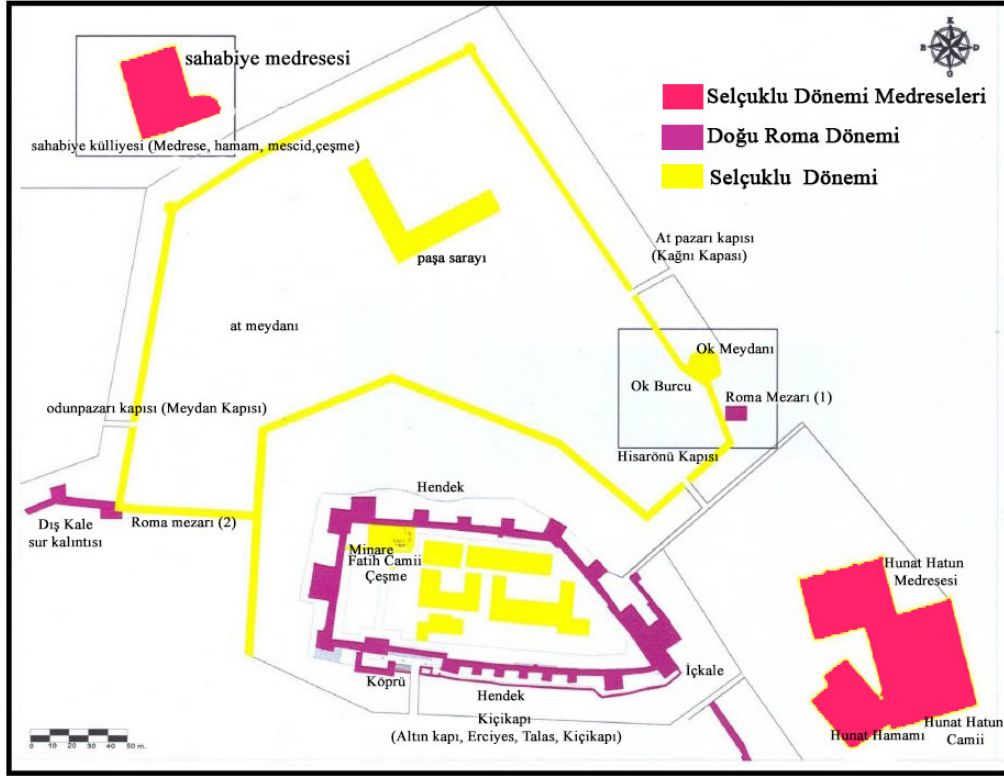 sahabiye medresesi
sahabiye külliyesi (Medrese, hamam, mescid,çeşme)
K
B D
G
Selçuklu Dönemi Medreseleri
Doğu Roma Dönemi
Selçuklu Dönemi
paşa sarayı
At pazarı kapısı
(Kağnı Kapası)
at meydanı
Ok Meydanı
Ok Burcu
Roma Mezarı (1)
odunpazarı kapısı (Meydan Kapısı)
Hisarönü Kapısı
Hendek
Dış Kale
sur kalıntısı
Roma mezarı (2)
Minare
Fatih Camii
Çeşme
Hunat Hatun
Medresesi
İçkale
Köprü
Hendek
Kiçikapı
(Altın kapı, Erciyes, Talas, Kiçikapı)
Hunat Hamamı
Hunat Hatun
Camii
0 10 20 30 40 50 m.